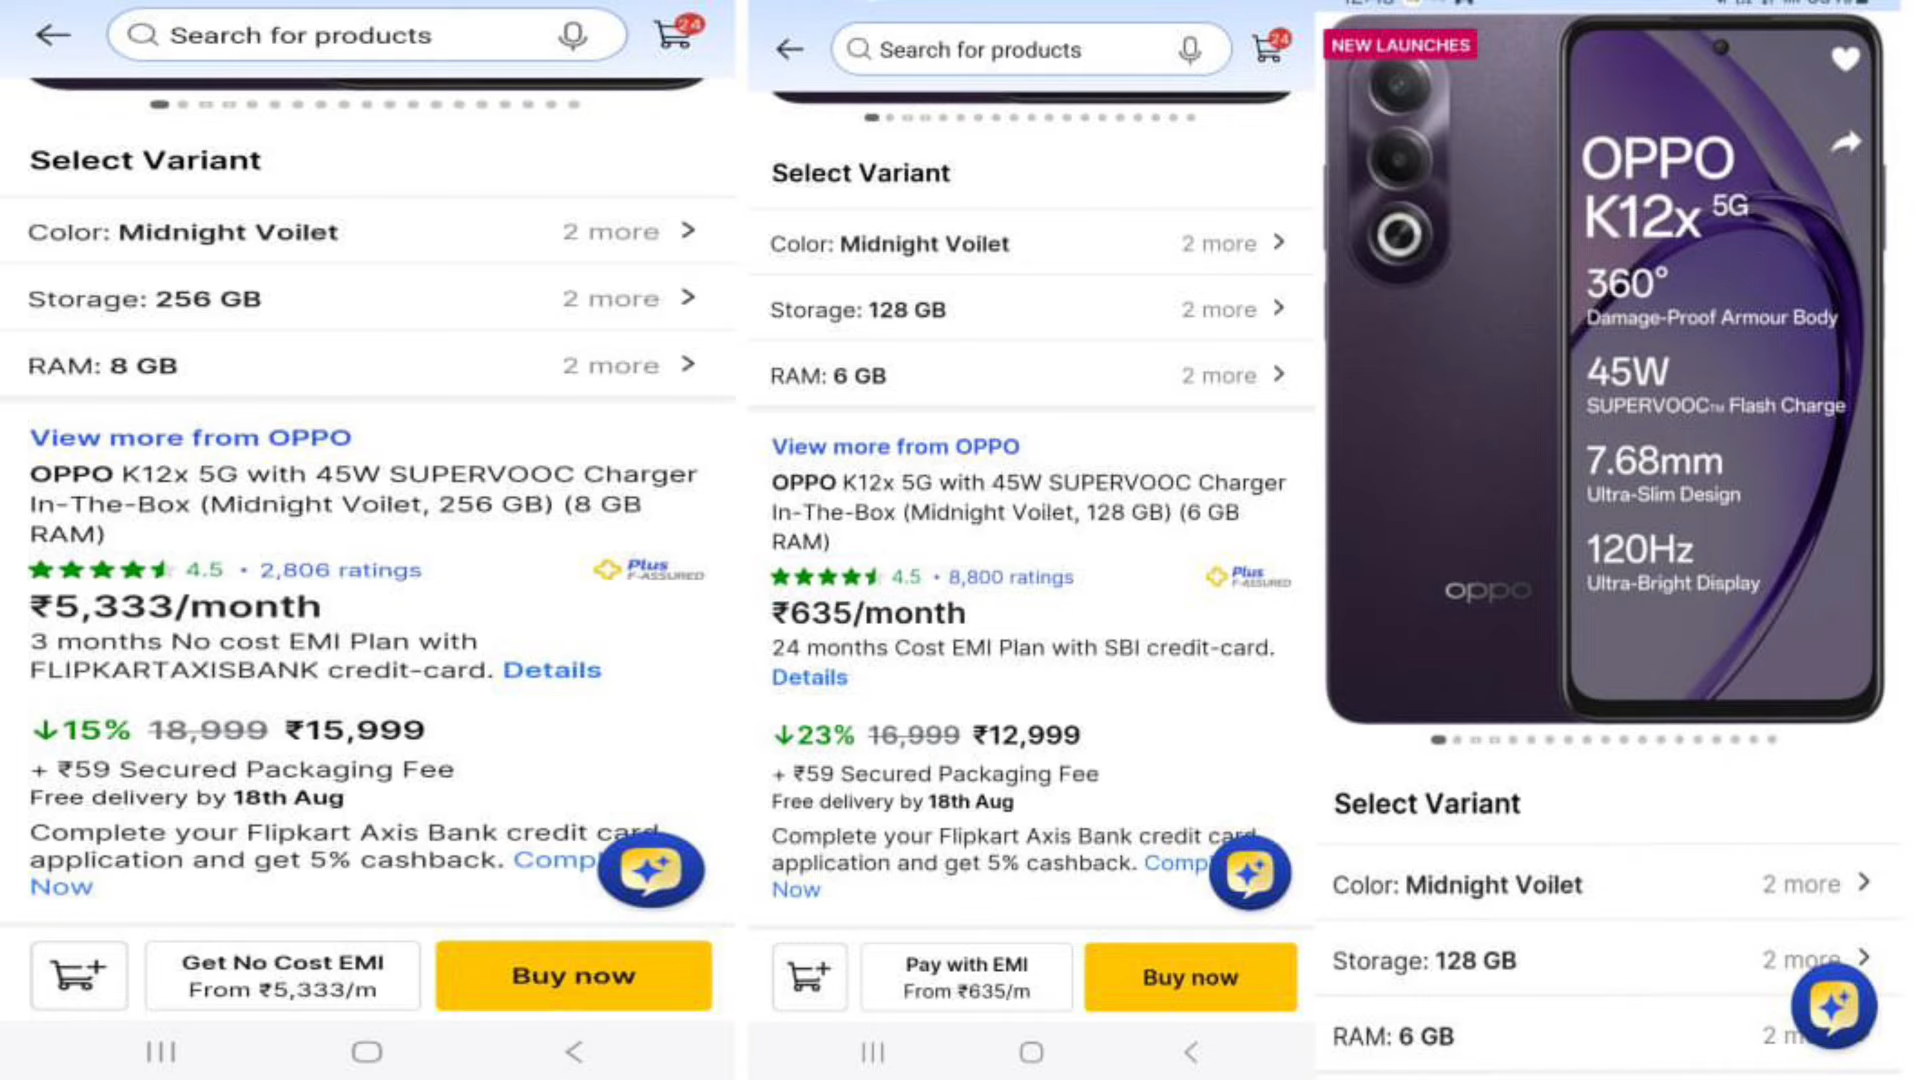 Search for products
24
Select Variant
Color: Midnight Voilet
2 more
Storage: 256 GB
2 more
RAM: 8 GB
2 more
View more from OPPO
OPPO K12x 5G with 45W SUPERVOOC Charger
In-The-Box (Midnight Voilet, 256 GB) (8 GB
RAM)
4.5 • 2,806 ratings
Plus
F-ASSURED
₹5,333/month
3 months No cost EMI Plan with
FLIPKARTAXISBANK credit-card. Details
↓15% 18,999 ₹15,999
+ ₹59 Secured Packaging Fee
Free delivery by 18th Aug
Complete your Flipkart Axis Bank credit card
application and get 5% cashback. Comp
Now
Get No Cost EMI
From ₹5,333/m
Buy now
Search for products
24
Select Variant
Color: Midnight Voilet
2 more
Storage: 128 GB
2 more
RAM: 6 GB
2 more
View more from OPPO
OPPO K12x 5G with 45W SUPERVOOC Charger
In-The-Box (Midnight Voilet, 128 GB) (6 GB
RAM)
4.5 • 8,800 ratings
Plus
F-ASSURED
₹635/month
24 months Cost EMI Plan with SBI credit-card.
Details
↓23% 16,999 ₹12,999
+ ₹59 Secured Packaging Fee
Free delivery by 18th Aug
Complete your Flipkart Axis Bank credit card
application and get 5% cashback. Comp
Now
Pay with EMI
From ₹635/m
Buy now
NEW LAUNCHES
OPPO
K12x 5G
360°
Damage-Proof Armour Body
45W
SUPERVOOC™ Flash Charge
7.68mm
Ultra-Slim Design
120Hz
Ultra-Bright Display
oppo
Select Variant
Color: Midnight Voilet
2 more
Storage: 128 GB
2 more
RAM: 6 GB
2 m